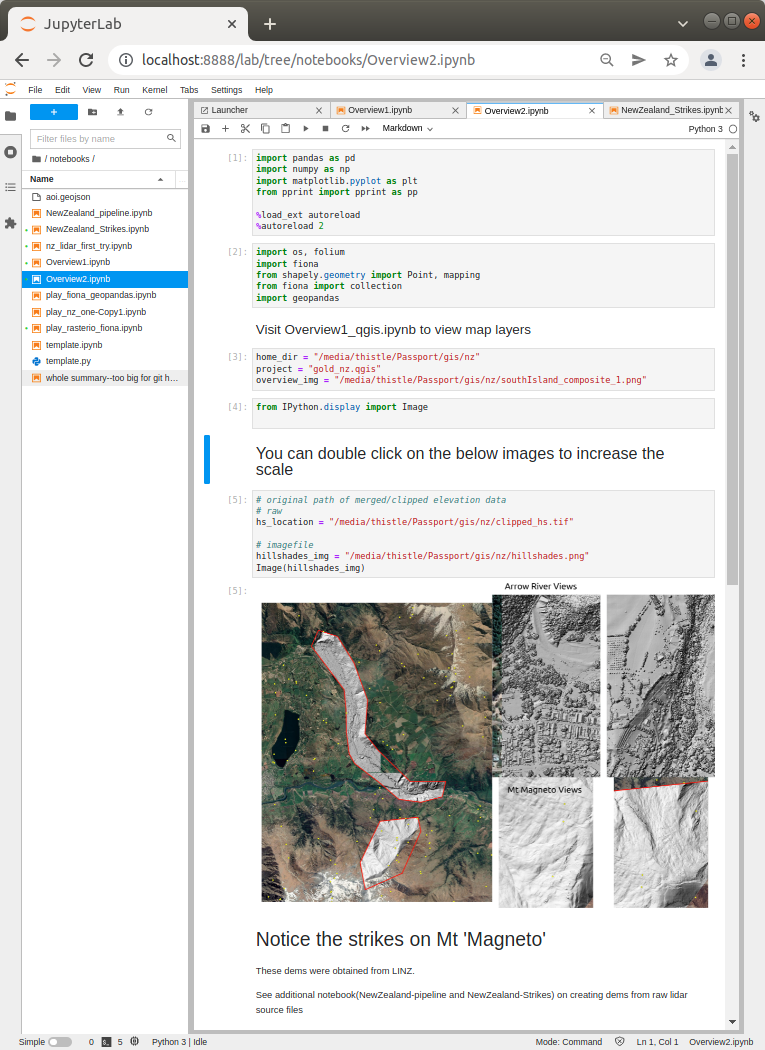 JupyterLab
localhost:8888/lab/tree/notebooks/Overview2.ipynb
File Edit View Run Kernel Tabs Settings Help
Filter files by name
/ notebooks /
Name
aoi.geojson
NewZealand_pipeline.ipynb
NewZealand_Strikes.ipynb
nz_lidar_first_try.ipynb
Overview1.ipynb
Overview2.ipynb
play_fiona_geopandas.ipynb
play_nz_one-Copy1.ipynb
play_rasterio_fiona.ipynb
template.ipynb
template.py
whole summary--too big for git h…
Launcher
Overview1.ipynb
Overview2.ipynb
NewZealand_Strikes.ipynb
Markdown
Python 3
[1]:
import pandas as pd
import numpy as np
import matplotlib.pyplot as plt
from pprint import pprint as pp
%load_ext autoreload
%autoreload 2
[2]:
import os, folium
import fiona
from shapely.geometry import Point, mapping
from fiona import collection
import geopandas
Visit Overview1_qgis.ipynb to view map layers
[3]:
home_dir = "/media/thistle/Passport/gis/nz"
project = "gold_nz.qgis"
overview_img = "/media/thistle/Passport/gis/nz/southIsland_composite_1.png"
[4]:
from IPython.display import Image
You can double click on the below images to increase the
scale
[5]:
# original path of merged/clipped elevation data
# raw
hs_location = "/media/thistle/Passport/gis/nz/clipped_hs.tif"
# imagefile
hillshades_img = "/media/thistle/Passport/gis/nz/hillshades.png"
Image(hillshades_img)
[5]:
Arrow River Views
Mt Magneto Views
Notice the strikes on Mt 'Magneto'
These dems were obtained from LINZ.
See additional notebook(NewZealand-pipeline and NewZealand-Strikes) on creating dems from raw lidar
source files
Simple 0 5 Python 3 | Idle Mode: Command Ln 1, Col 1 Overview2.ipynb